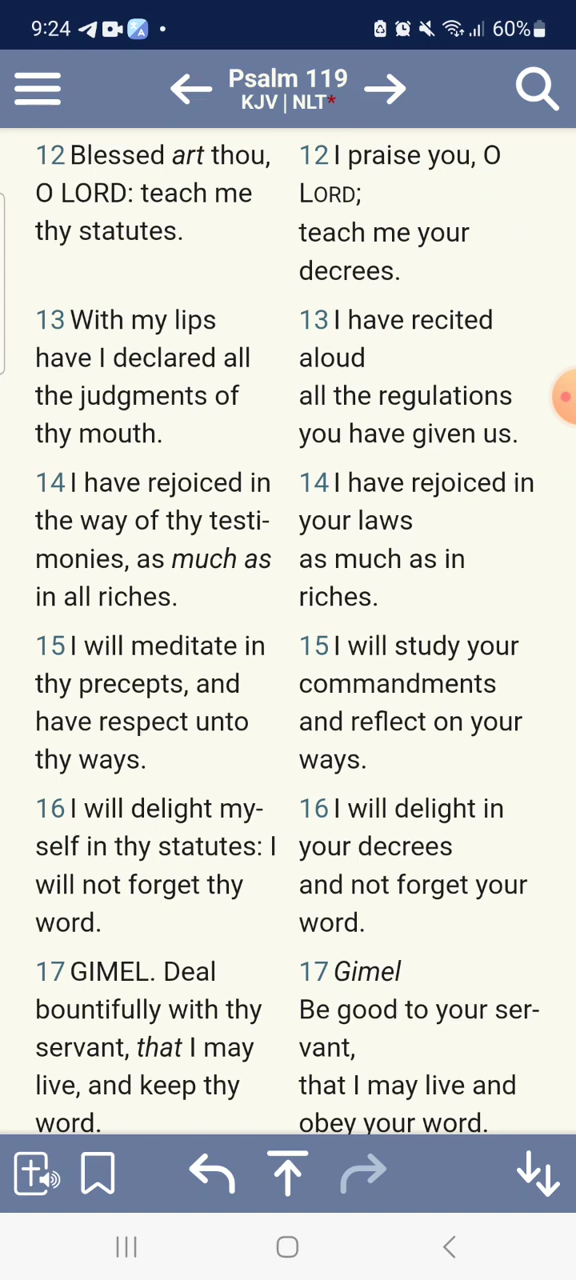 9:24
60%
Psalm 119
KJV | NLT*
12 Blessed art thou,
O LORD: teach me
thy statutes.
12 I praise you, O
LORD;
teach me your
decrees.
13 With my lips
have I declared all
the judgments of
thy mouth.
13 I have recited
aloud
all the regulations
you have given us.
14 I have rejoiced in
the way of thy testi-
monies, as much as
in all riches.
14 I have rejoiced in
your laws
as much as in
riches.
15 I will meditate in
thy precepts, and
have respect unto
thy ways.
15 I will study your
commandments
and reflect on your
ways.
16 I will delight my-
self in thy statutes: I
will not forget thy
word.
16 I will delight in
your decrees
and not forget your
word.
17 GIMEL. Deal
bountifully with thy
servant, that I may
live, and keep thy
word.
17 Gimel
Be good to your ser-
vant,
that I may live and
obey your word.